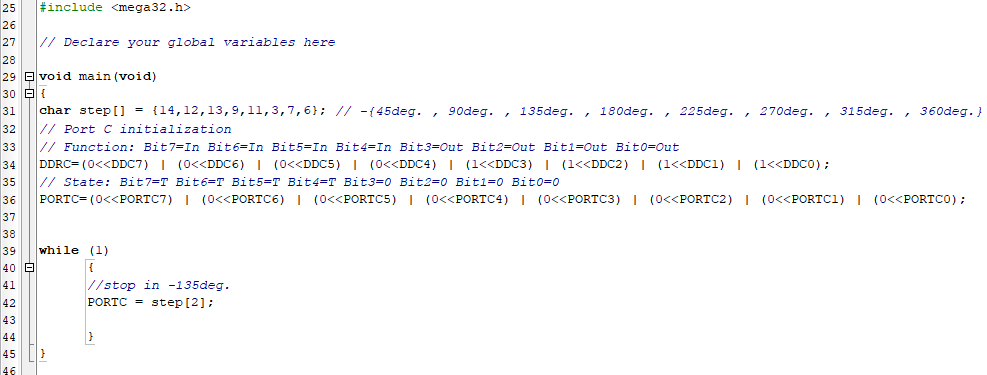 25 #include <mega32.h>
26
27 // Declare your global variables here
28
29 void main(void)
30 {
31 char step[] = {14,12,13,9,11,3,7,6}; // -{45deg. , 90deg. , 135deg. , 180deg. , 225deg. , 270deg. , 315deg. , 360deg.}
32 // Port C initialization
33 // Function: Bit7=In Bit6=In Bit5=In Bit4=In Bit3=Out Bit2=Out Bit1=Out Bit0=Out
34 DDRC=(0<<DDC7) | (0<<DDC6) | (0<<DDC5) | (0<<DDC4) | (1<<DDC3) | (1<<DDC2) | (1<<DDC1) | (1<<DDC0);
35 // State: Bit7=T Bit6=T Bit5=T Bit4=T Bit3=0 Bit2=0 Bit1=0 Bit0=0
36 PORTC=(0<<PORTC7) | (0<<PORTC6) | (0<<PORTC5) | (0<<PORTC4) | (0<<PORTC3) | (0<<PORTC2) | (0<<PORTC1) | (0<<PORTC0);
37
38
39 while (1)
40 {
41 //stop in -135deg.
42 PORTC = step[2];
43
44 }
45 }
46